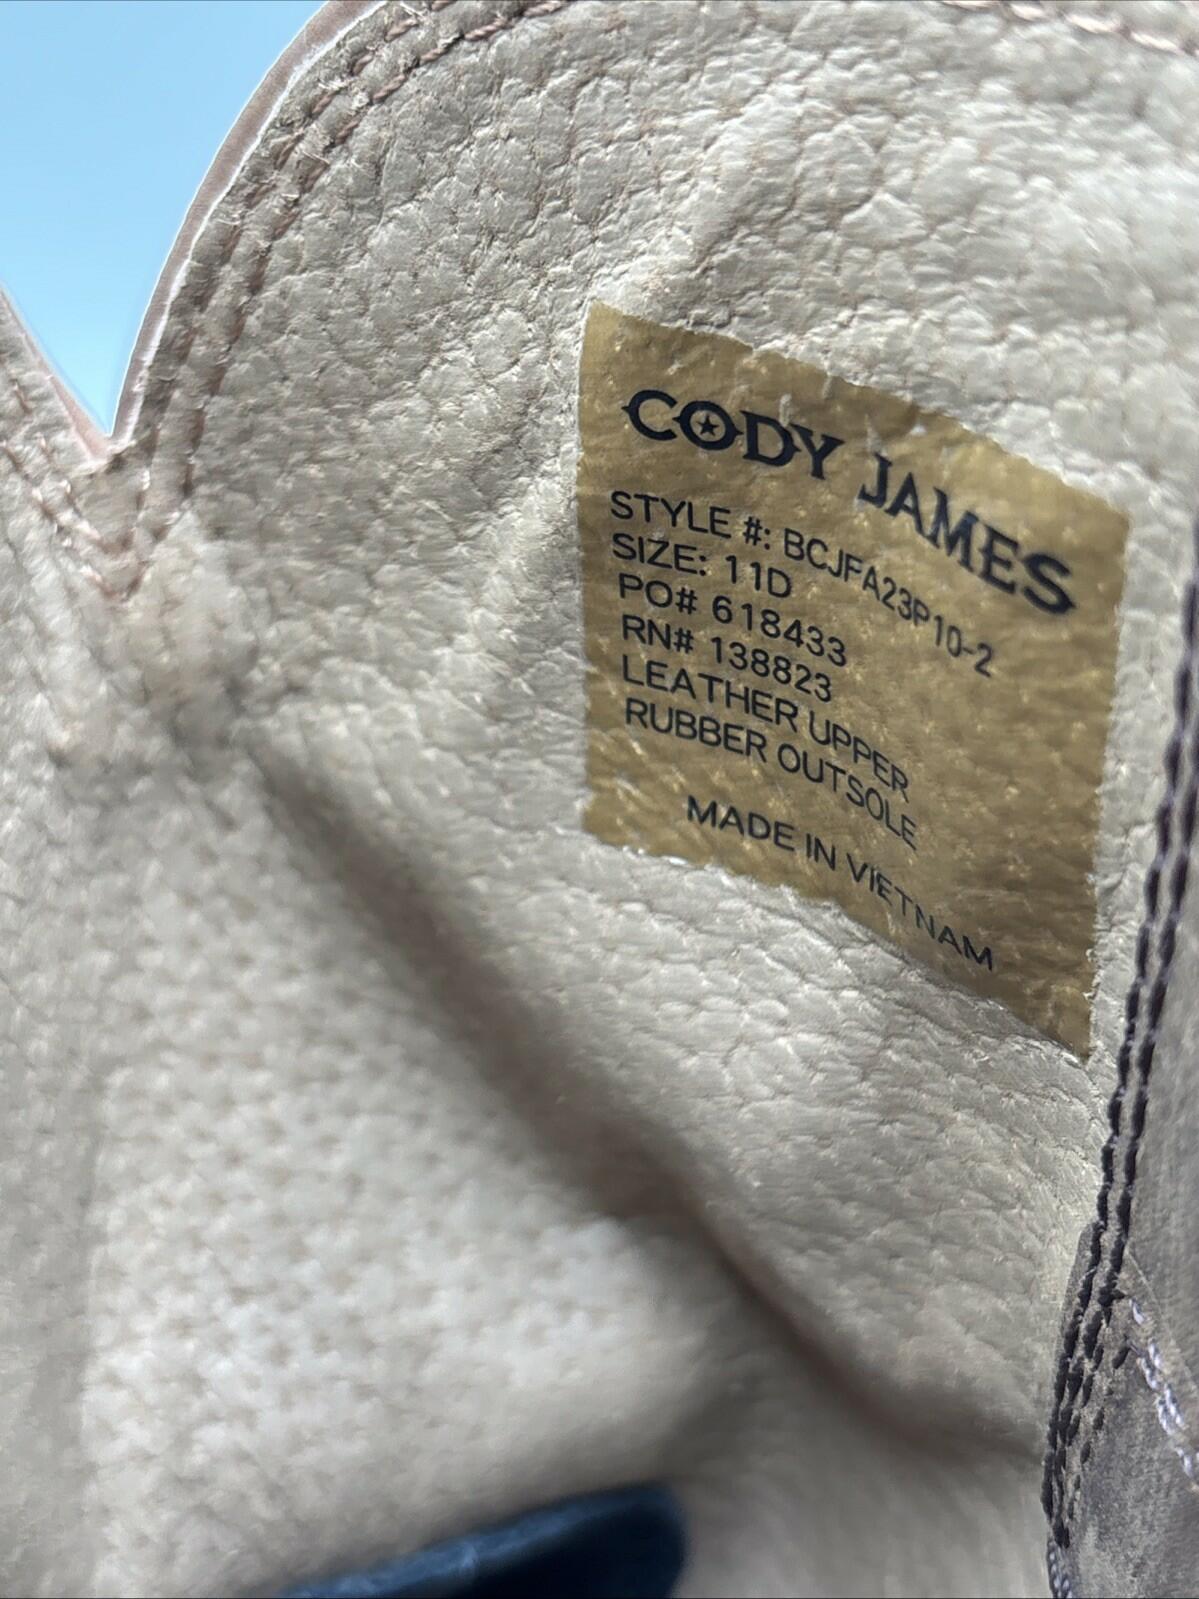 CODY JAMES
STYLE #: BCJFA23P10-2
SIZE: 11D
PO# 618433
RN# 138823
LEATHER UPPER
RUBBER OUTSOLE
MADE IN VIETNAM